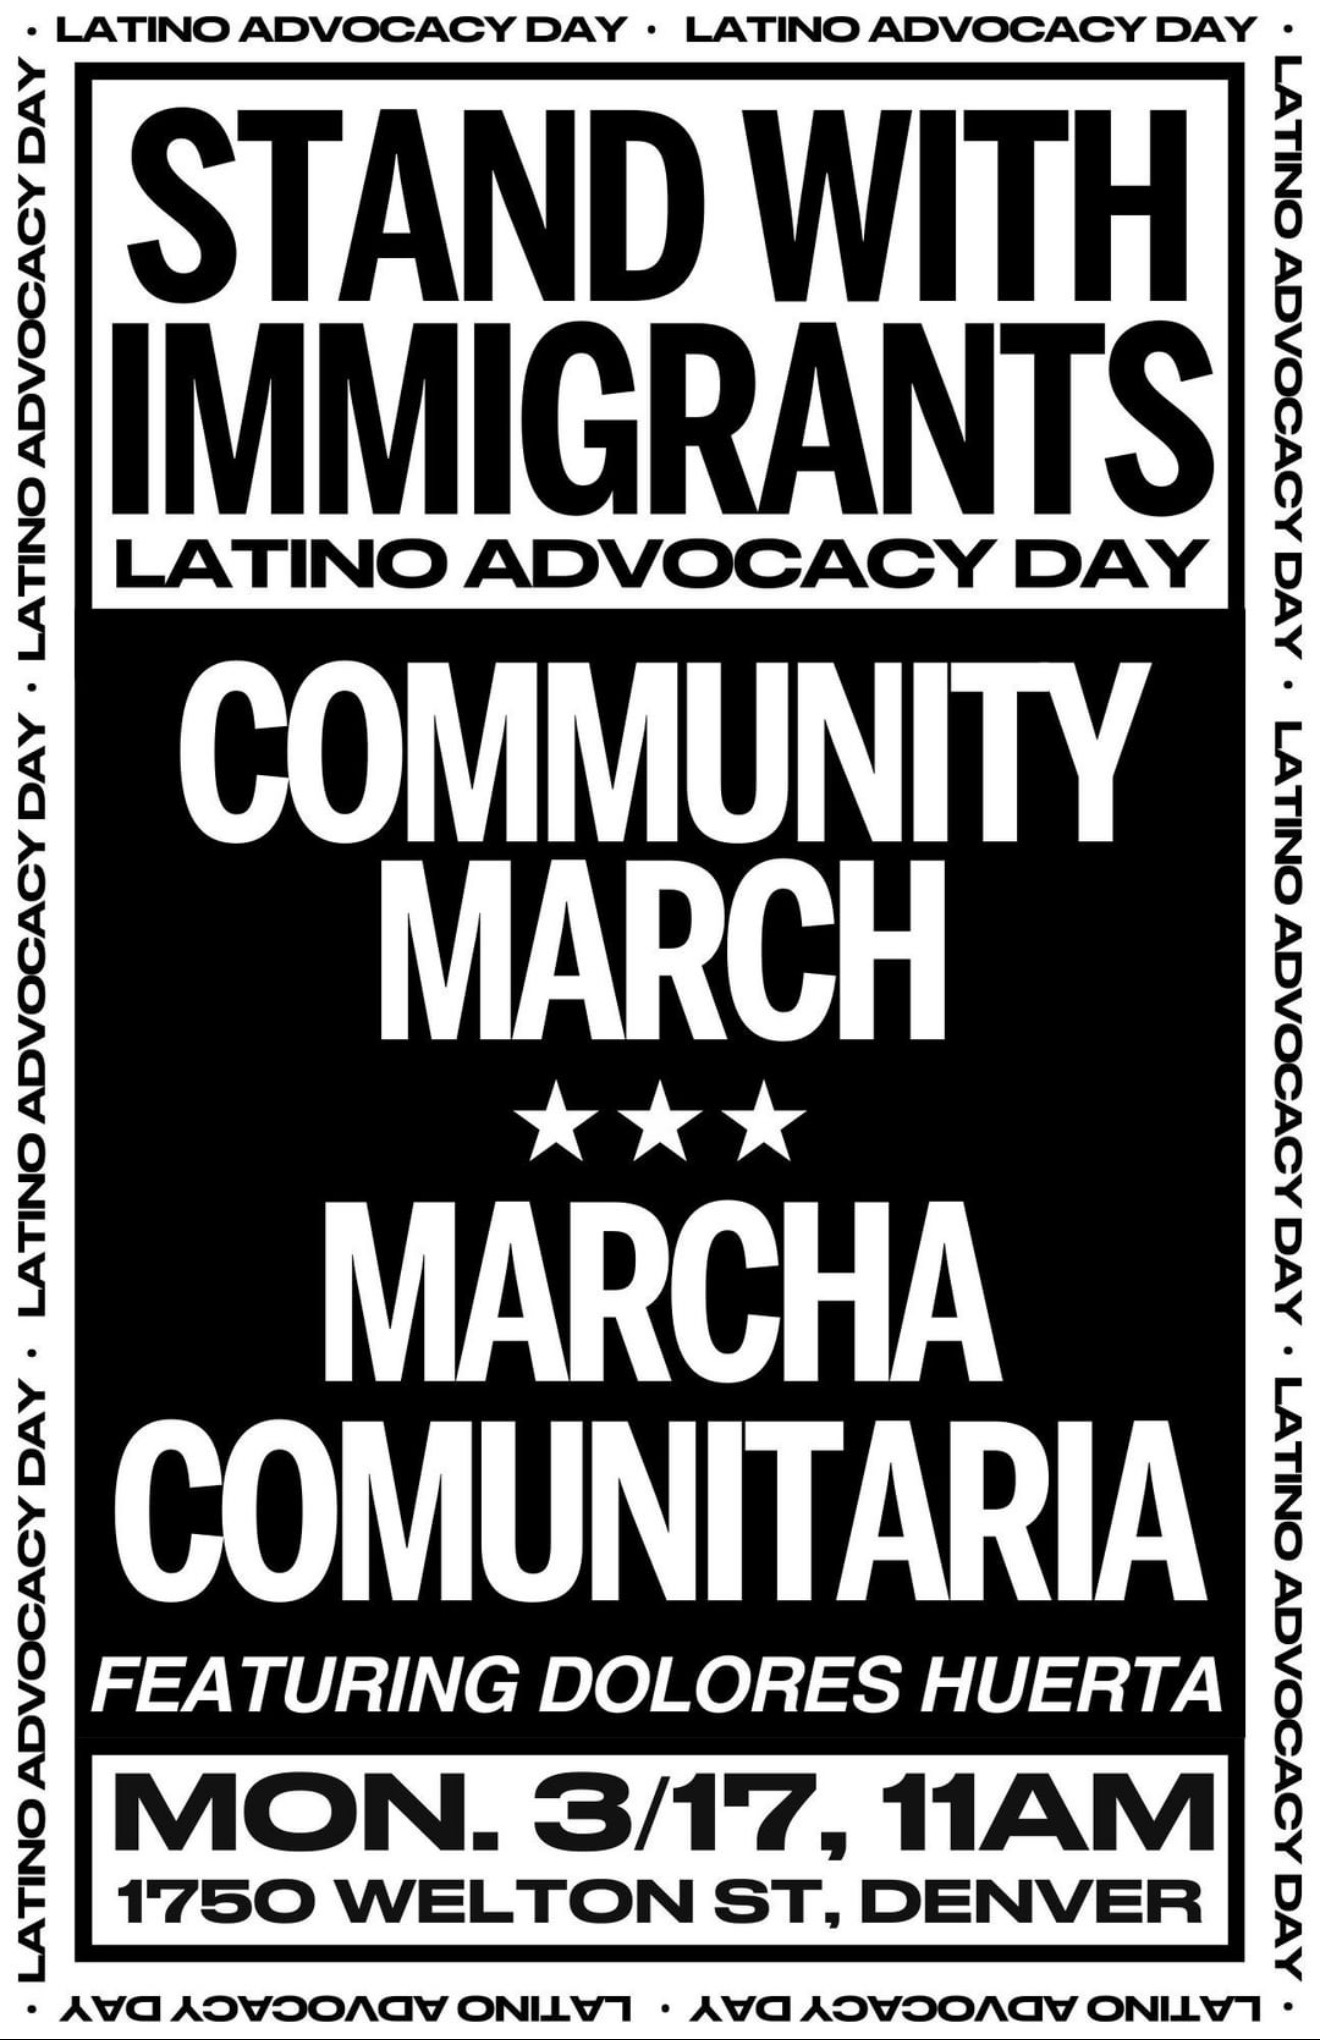 · LATINO ADVOCACY DAY · LATINO ADVOCACY DAY ·
STAND WITH
IMMIGRANTS
LATINO ADVOCACY DAY
COMMUNITY
MARCH
★★★
MARCHA
COMUNITARIA
FEATURING DOLORES HUERTA
MON. 3/17, 11AM
1750 WELTON ST, DENVER
LATINO ADVOCACY DAY · LATINO ADVOCACY DAY · LATINO ADVOCACY DAY
LATINO ADVOCACY DAY · LATINO ADVOCACY DAY · LATINO ADVOCACY DAY
· LATINO ADVOCACY DAY · LATINO ADVOCACY DAY ·